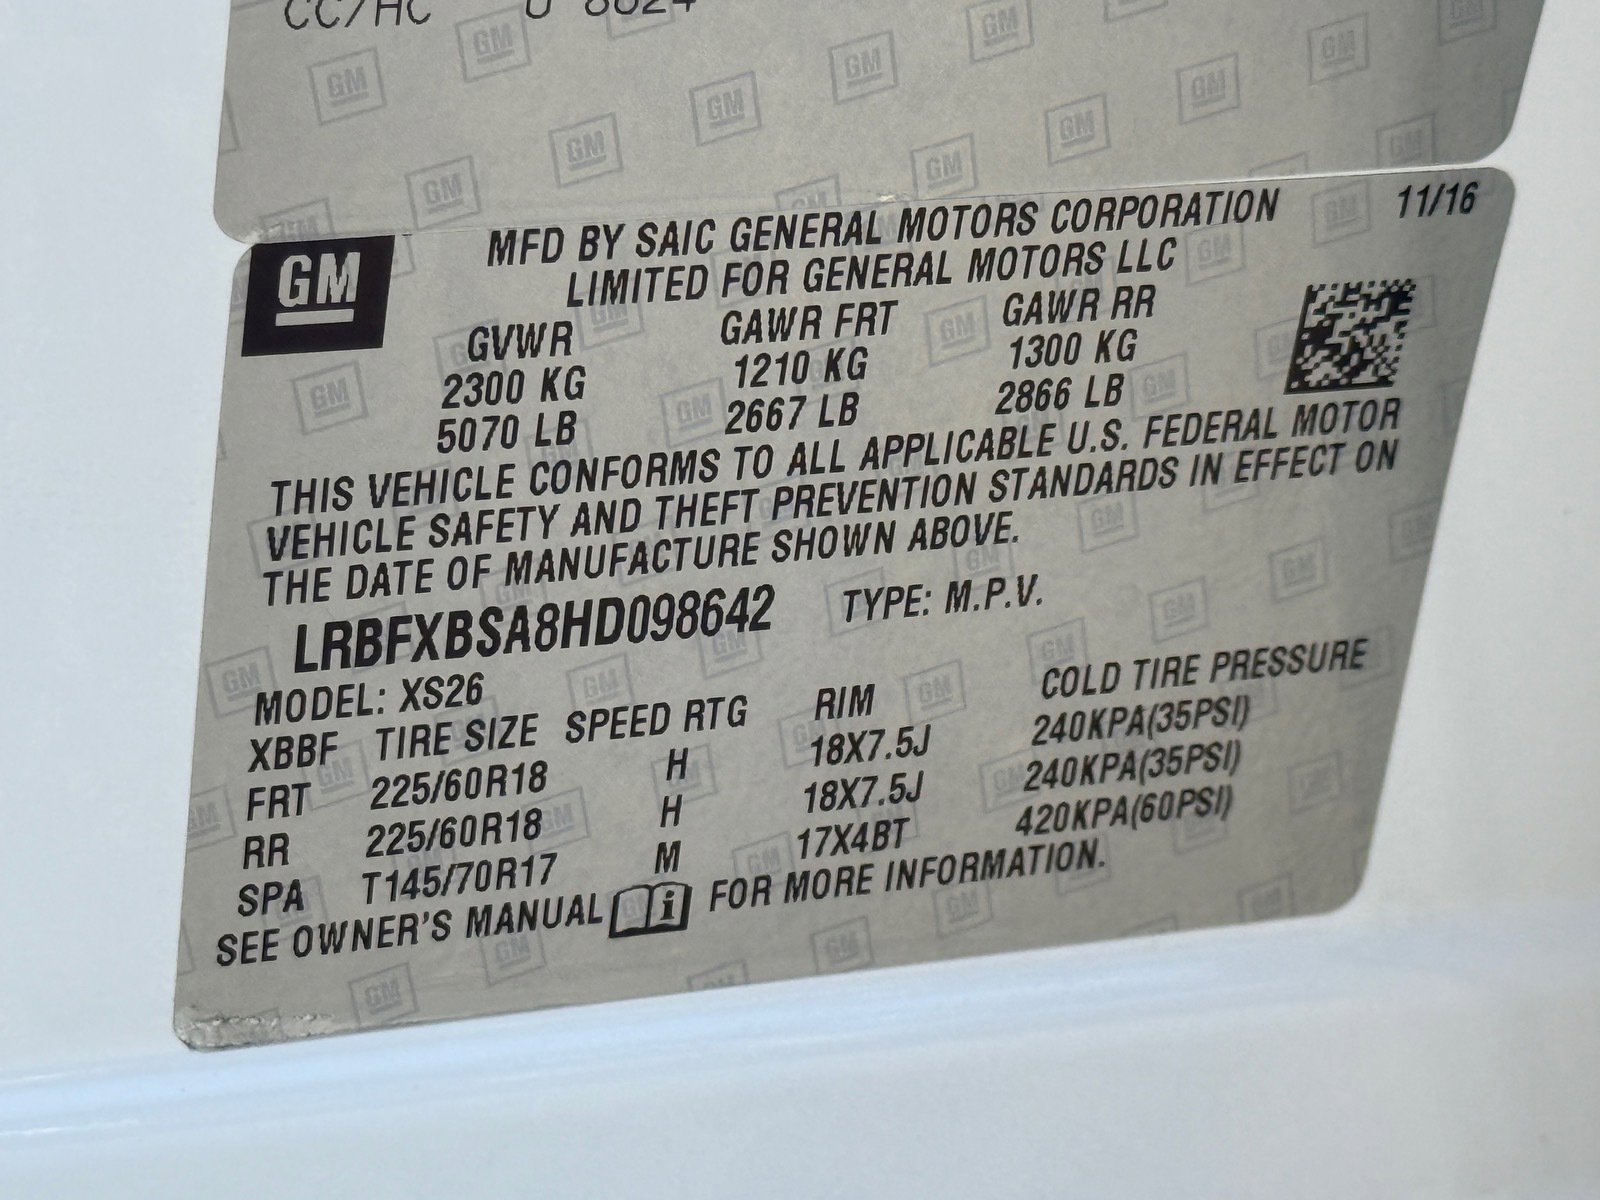 CC/HC U 8624
GM
MFD BY SAIC GENERAL MOTORS CORPORATION 11/16
LIMITED FOR GENERAL MOTORS LLC
GVWR GAWR FRT GAWR RR
2300 KG 1210 KG 1300 KG
5070 LB 2667 LB 2866 LB
THIS VEHICLE CONFORMS TO ALL APPLICABLE U.S. FEDERAL MOTOR
VEHICLE SAFETY AND THEFT PREVENTION STANDARDS IN EFFECT ON
THE DATE OF MANUFACTURE SHOWN ABOVE.
LRBFXBSA8HD098642 TYPE: M.P.V.
MODEL: XS26
XBBF TIRE SIZE SPEED RTG RIM COLD TIRE PRESSURE
FRT 225/60R18 H 18X7.5J 240KPA(35PSI)
RR 225/60R18 H 18X7.5J 240KPA(35PSI)
SPA T145/70R17 M 17X4BT 420KPA(60PSI)
SEE OWNER'S MANUAL i FOR MORE INFORMATION.